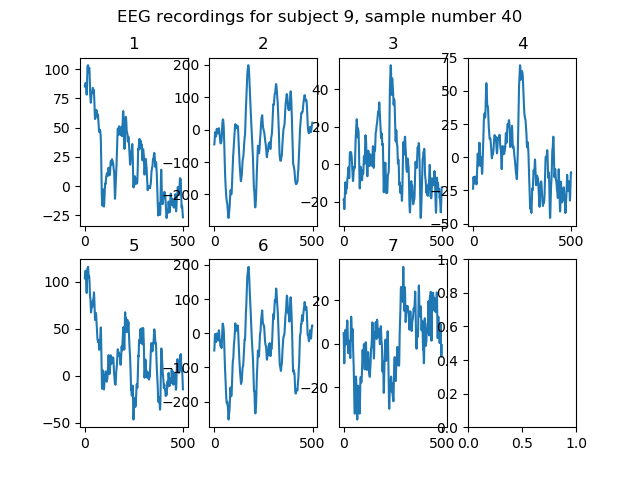 EEG recordings for subject 9, sample number 40
1 2 3 4
100 75 50 25 0 −25
200 100 0 −100 −200
40 20 0 −20
75 50 25 0 −25 −50
0 500 0 500 0 500 0 500
5 6 7
100 50 0 −50
200 100 0 −100 −200
20 0 −20
1.0 0.8 0.6 0.4 0.2 0.0
0 500 0 500 0 500 0.0 0.5 1.0